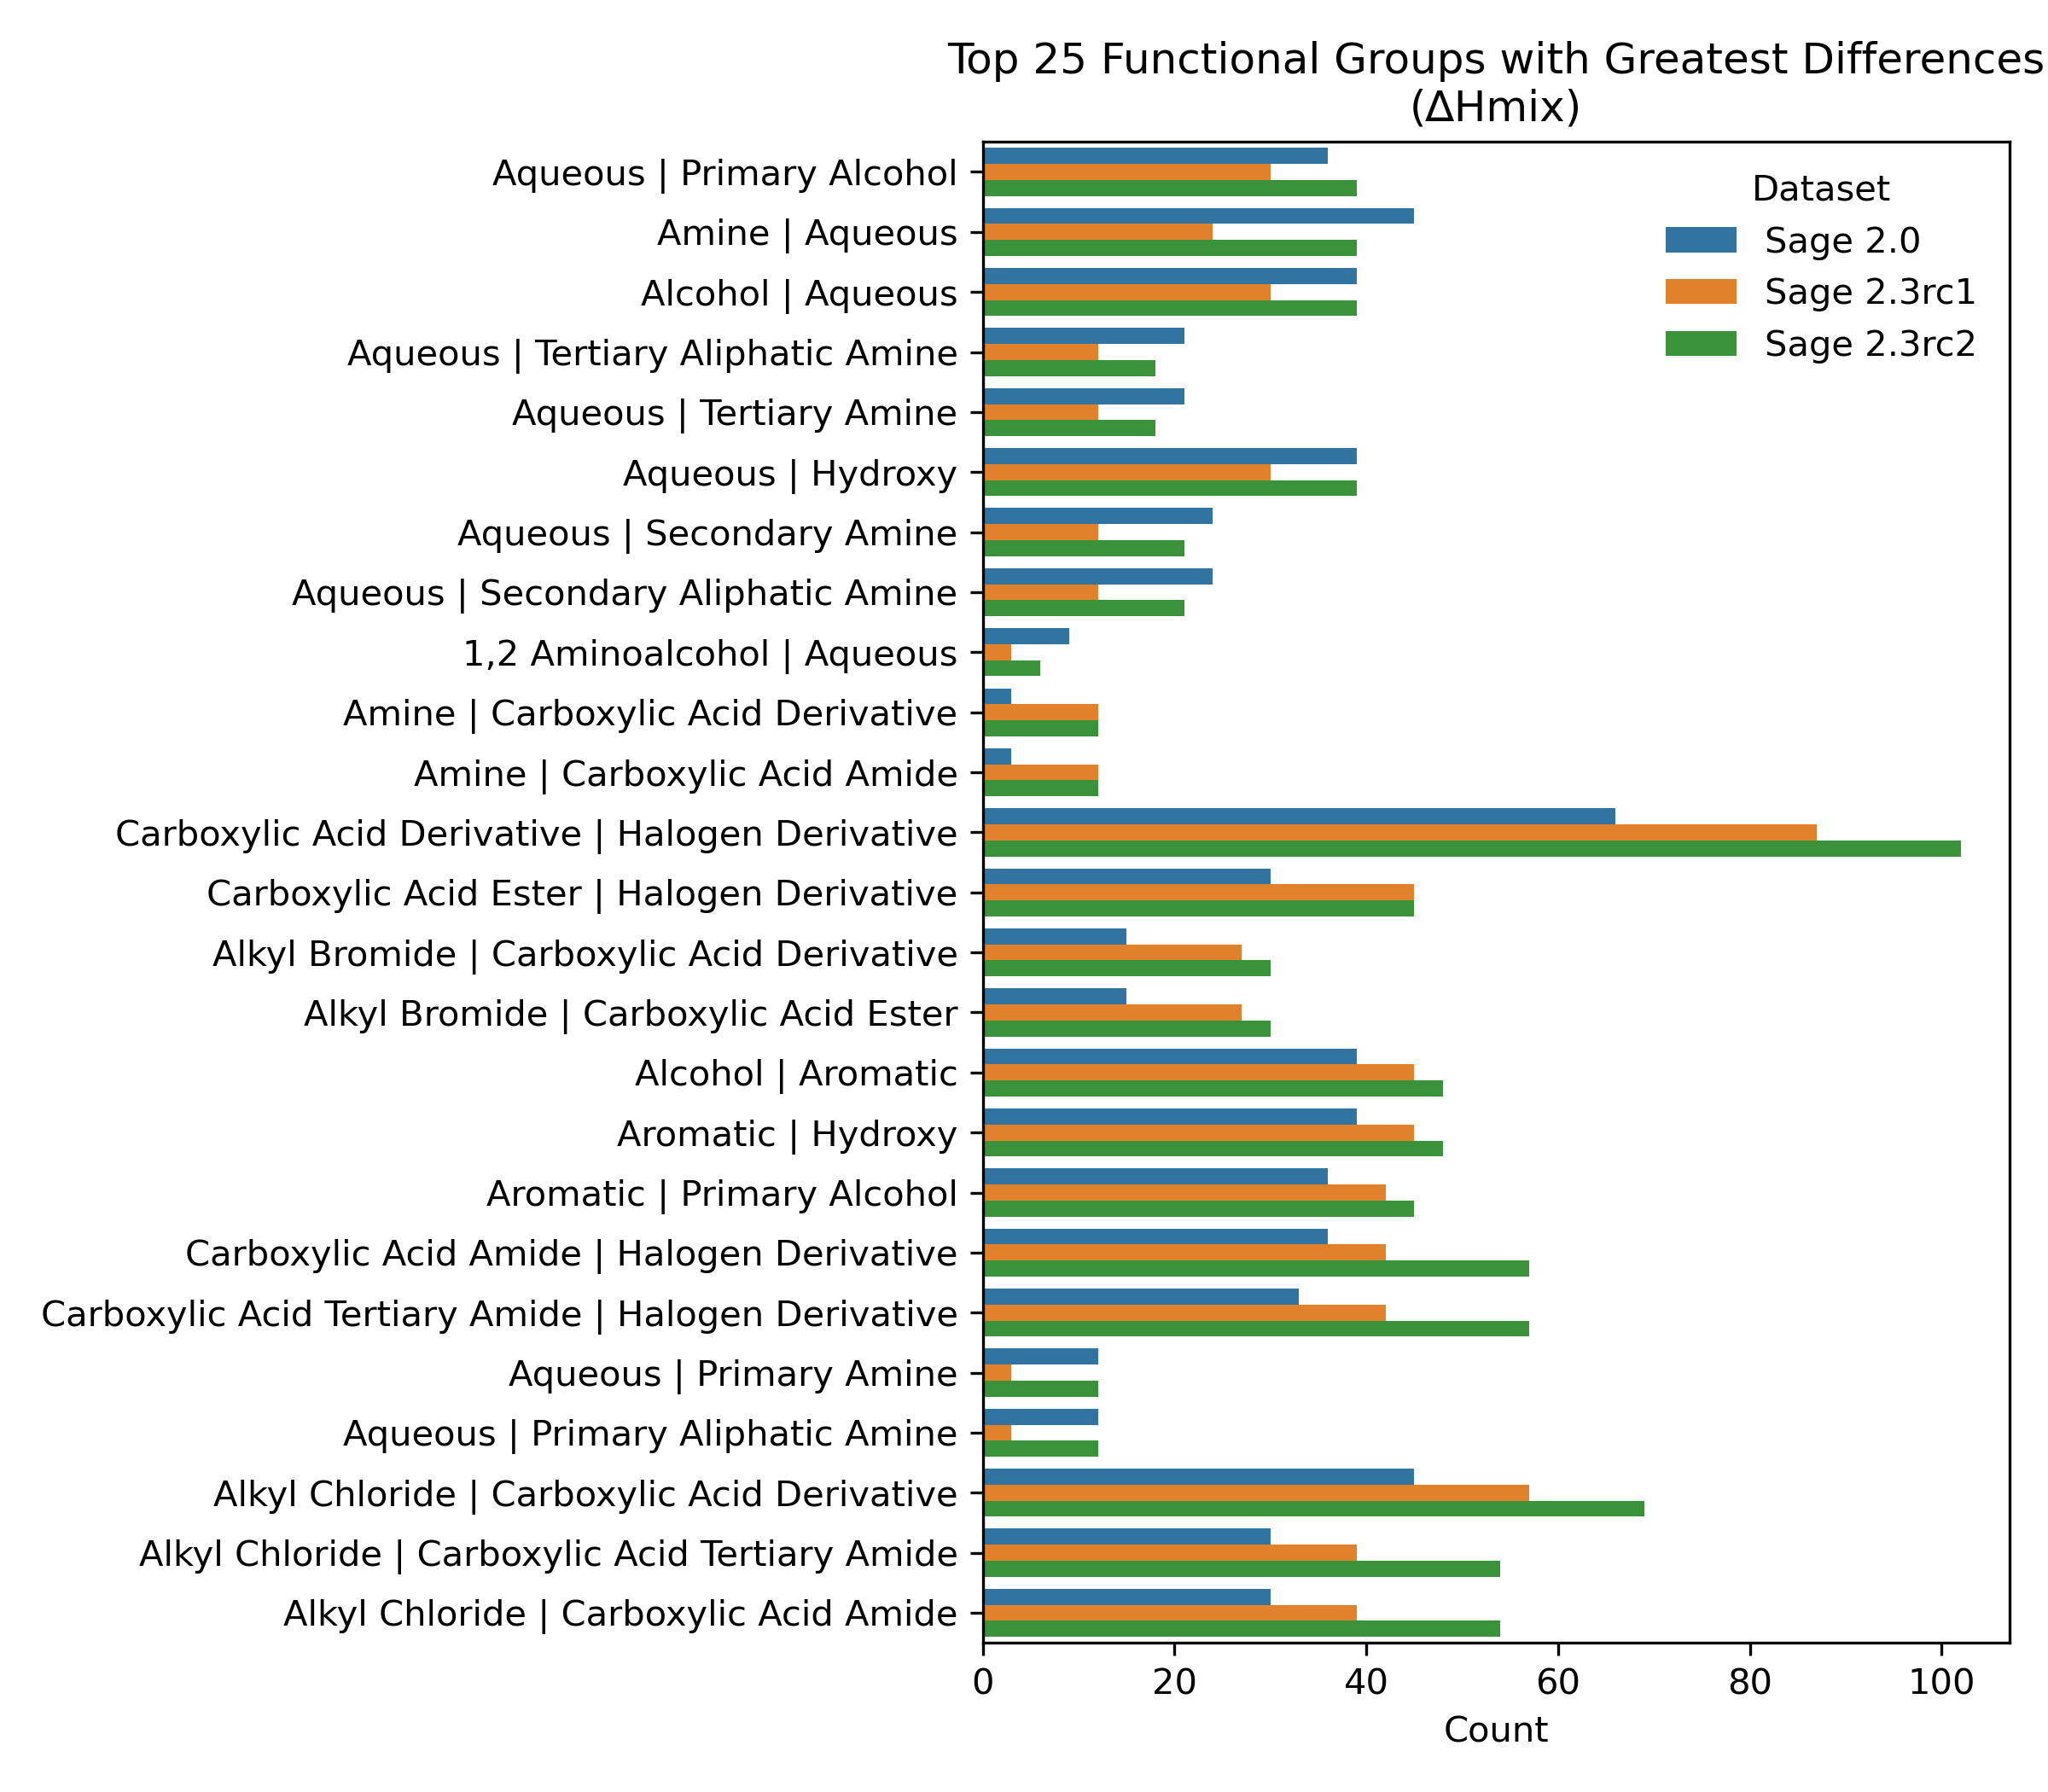 Top 25 Functional Groups with Greatest Differences
(ΔHmix)
Dataset
Sage 2.0
Sage 2.3rc1
Sage 2.3rc2
Aqueous | Primary Alcohol
Amine | Aqueous
Alcohol | Aqueous
Aqueous | Tertiary Aliphatic Amine
Aqueous | Tertiary Amine
Aqueous | Hydroxy
Aqueous | Secondary Amine
Aqueous | Secondary Aliphatic Amine
1,2 Aminoalcohol | Aqueous
Amine | Carboxylic Acid Derivative
Amine | Carboxylic Acid Amide
Carboxylic Acid Derivative | Halogen Derivative
Carboxylic Acid Ester | Halogen Derivative
Alkyl Bromide | Carboxylic Acid Derivative
Alkyl Bromide | Carboxylic Acid Ester
Alcohol | Aromatic
Aromatic | Hydroxy
Aromatic | Primary Alcohol
Carboxylic Acid Amide | Halogen Derivative
Carboxylic Acid Tertiary Amide | Halogen Derivative
Aqueous | Primary Amine
Aqueous | Primary Aliphatic Amine
Alkyl Chloride | Carboxylic Acid Derivative
Alkyl Chloride | Carboxylic Acid Tertiary Amide
Alkyl Chloride | Carboxylic Acid Amide
0 20 40 60 80 100
Count